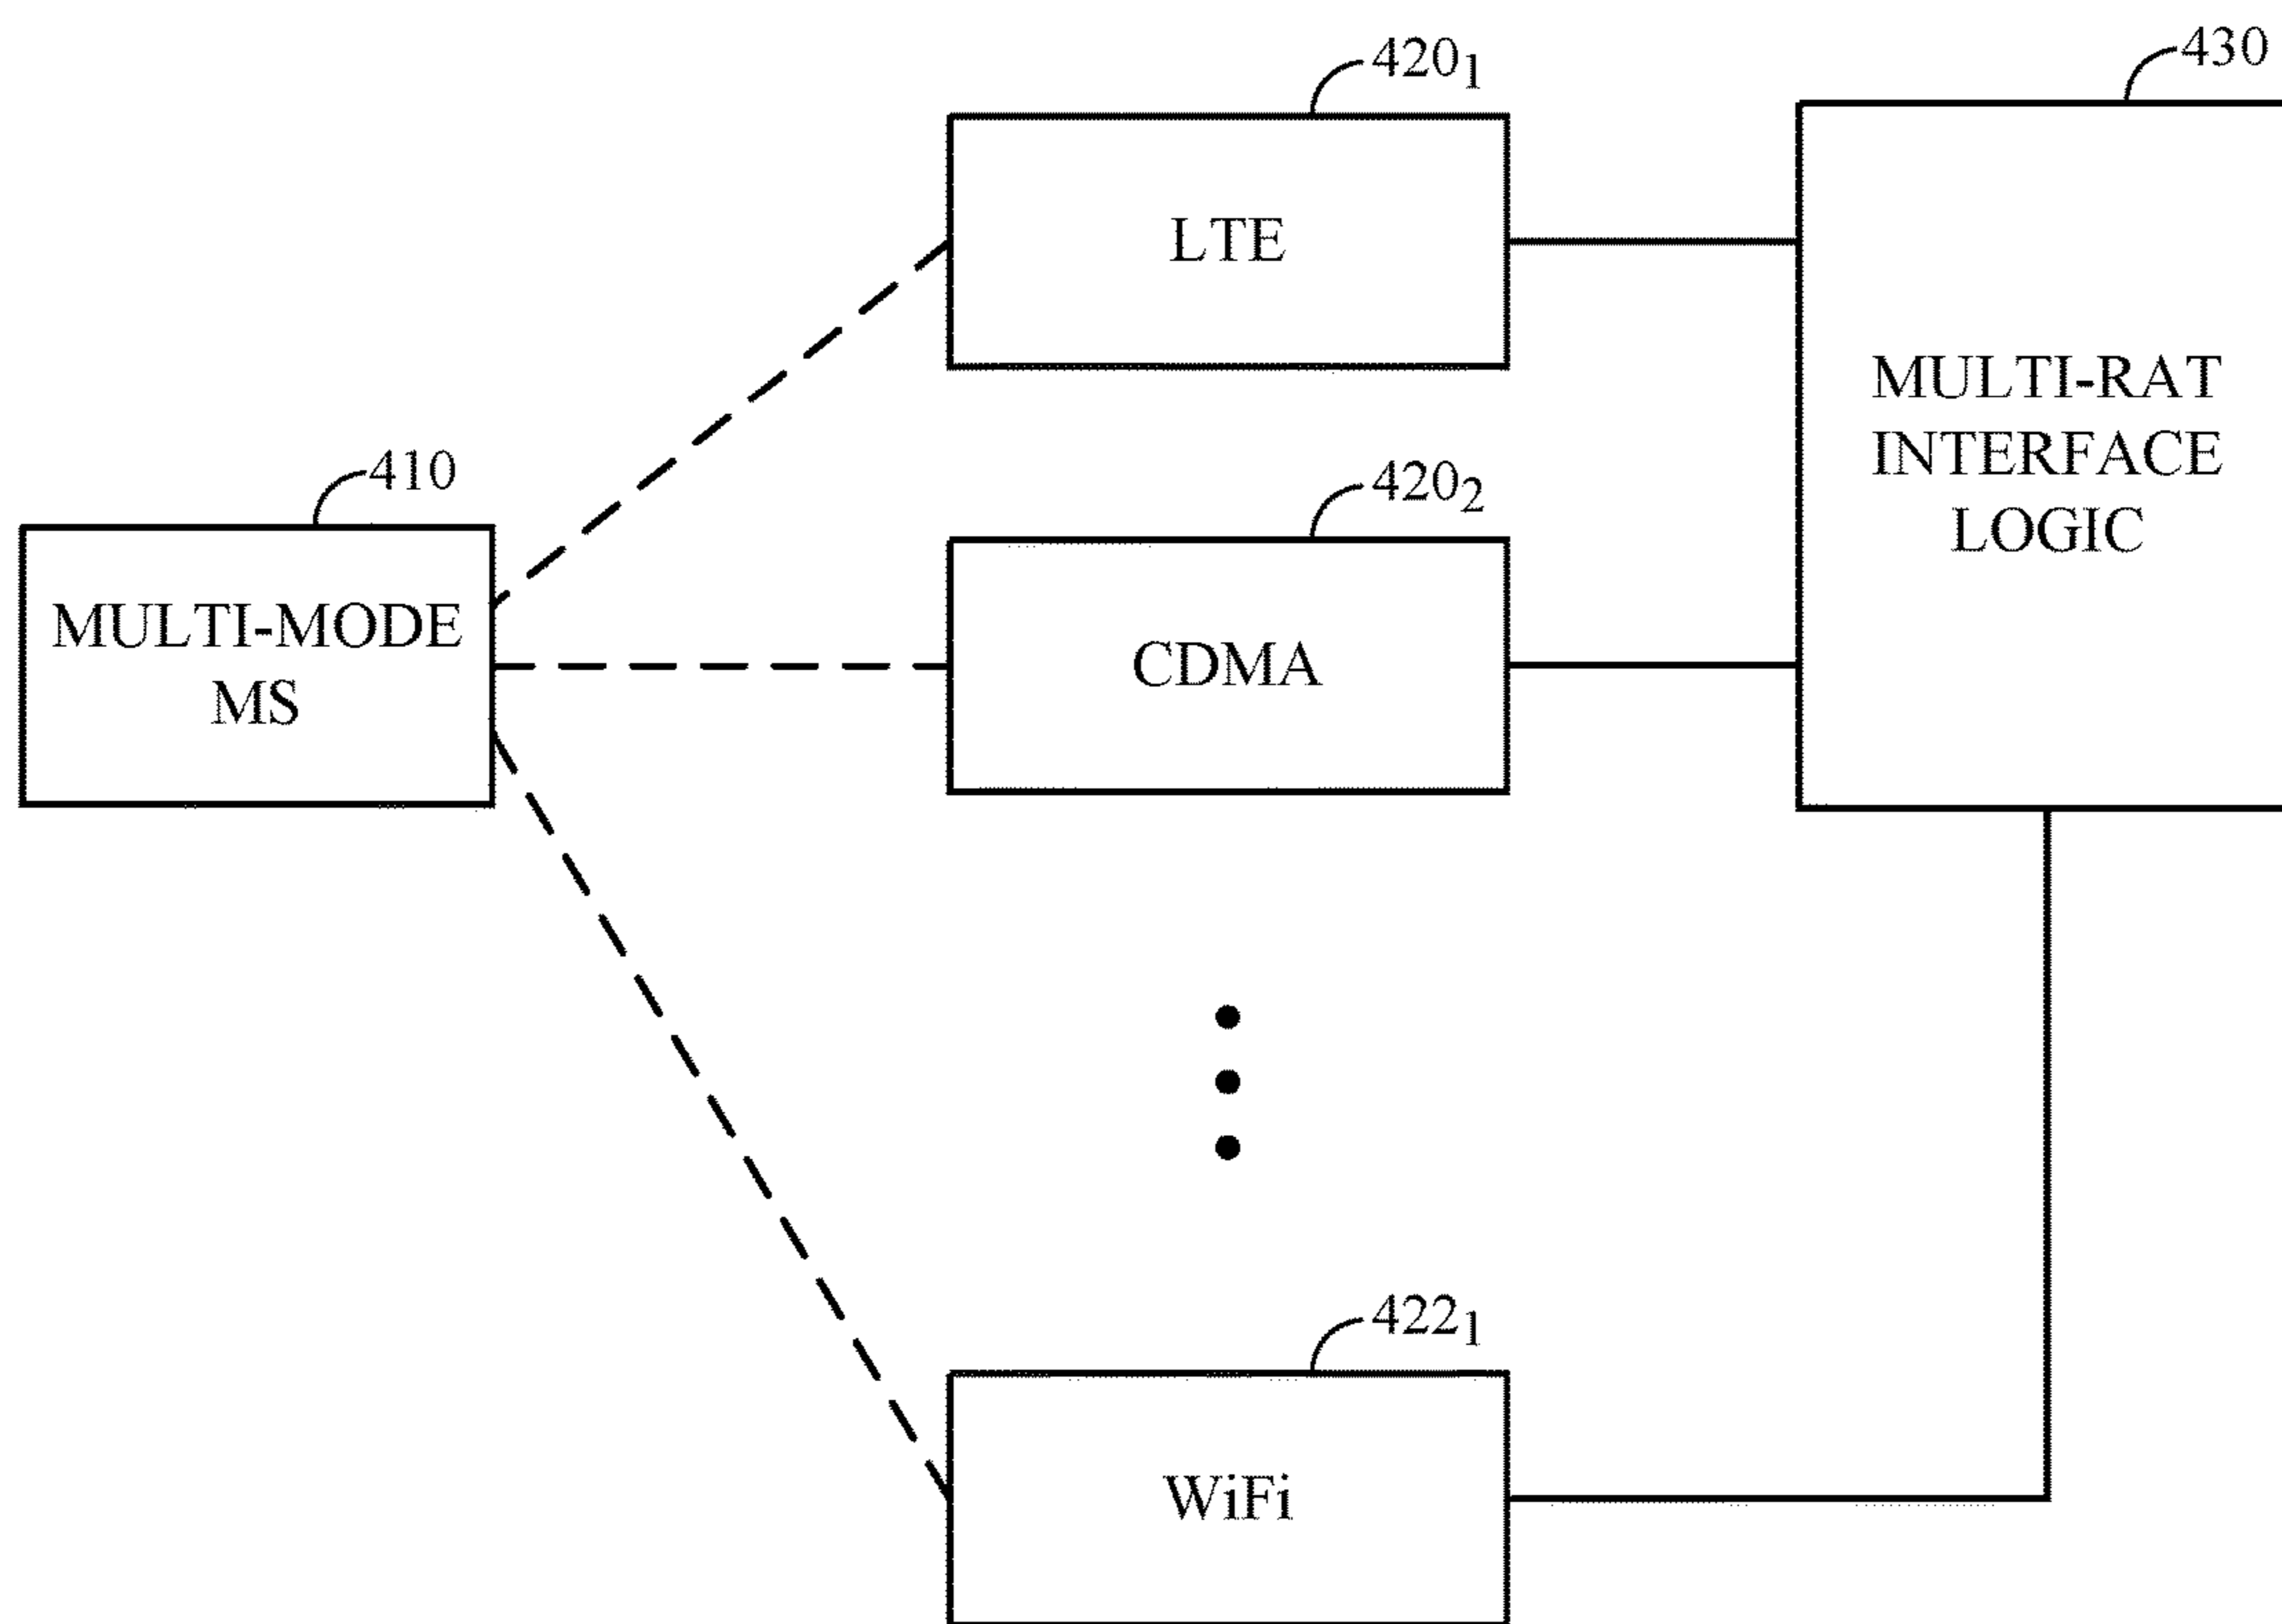 420₁
430
LTE
MULTI-RAT
INTERFACE
LOGIC
410
420₂
MULTI-MODE
MS
CDMA
422₁
WiFi